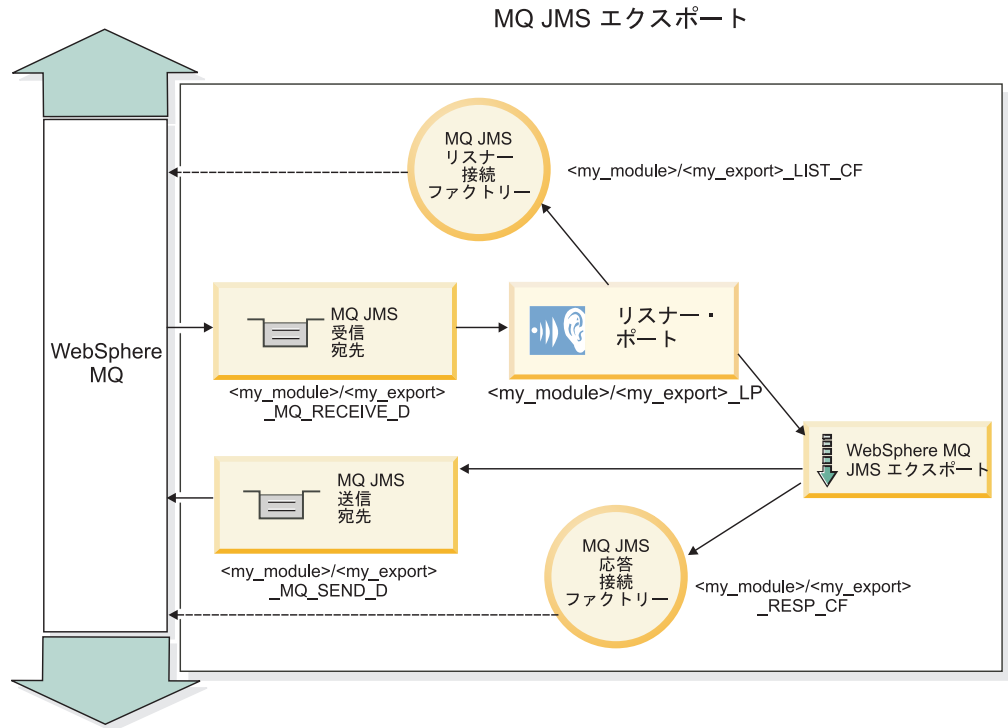 MQ JMS エクスポート
MQ JMS
リスナー
接続
ファクトリー
<my_module>/<my_export>_LIST_CF
WebSphere
MQ
MQ JMS
受信
宛先
<my_module>/<my_export>
_MQ_RECEIVE_D
リスナー・
ポート
<my_module>/<my_export>_LP
WebSphere MQ
JMS エクスポート
MQ JMS
送信
宛先
<my_module>/<my_export>
_MQ_SEND_D
MQ JMS
応答
接続
ファクトリー
<my_module>/<my_export>
_RESP_CF